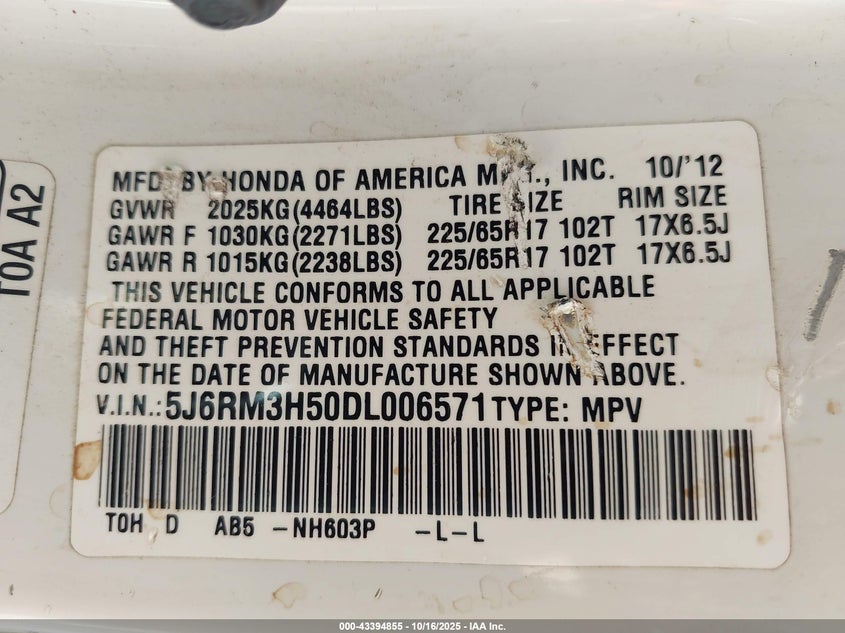 MFD BY HONDA OF AMERICA M , INC. 10/'12
GVWR 2025KG(4464LBS) TIRE SIZE RIM SIZE
GAWR F 1030KG(2271LBS) 225/65R17 102T 17X6.5J
GAWR R 1015KG(2238LBS) 225/65R17 102T 17X6.5J
THIS VEHICLE CONFORMS TO ALL APPLICABLE
FEDERAL MOTOR VEHICLE SAFETY
AND THEFT PREVENTION STANDARDS IN EFFECT
ON THE DATE OF MANUFACTURE SHOWN ABOVE.
V.I.N.:5J6RM3H50DL006571 TYPE: MPV
TOH D AB5 -NH603P -L-L
TOA A2
000-43394855 - 10/16/2025 - IAA Inc.